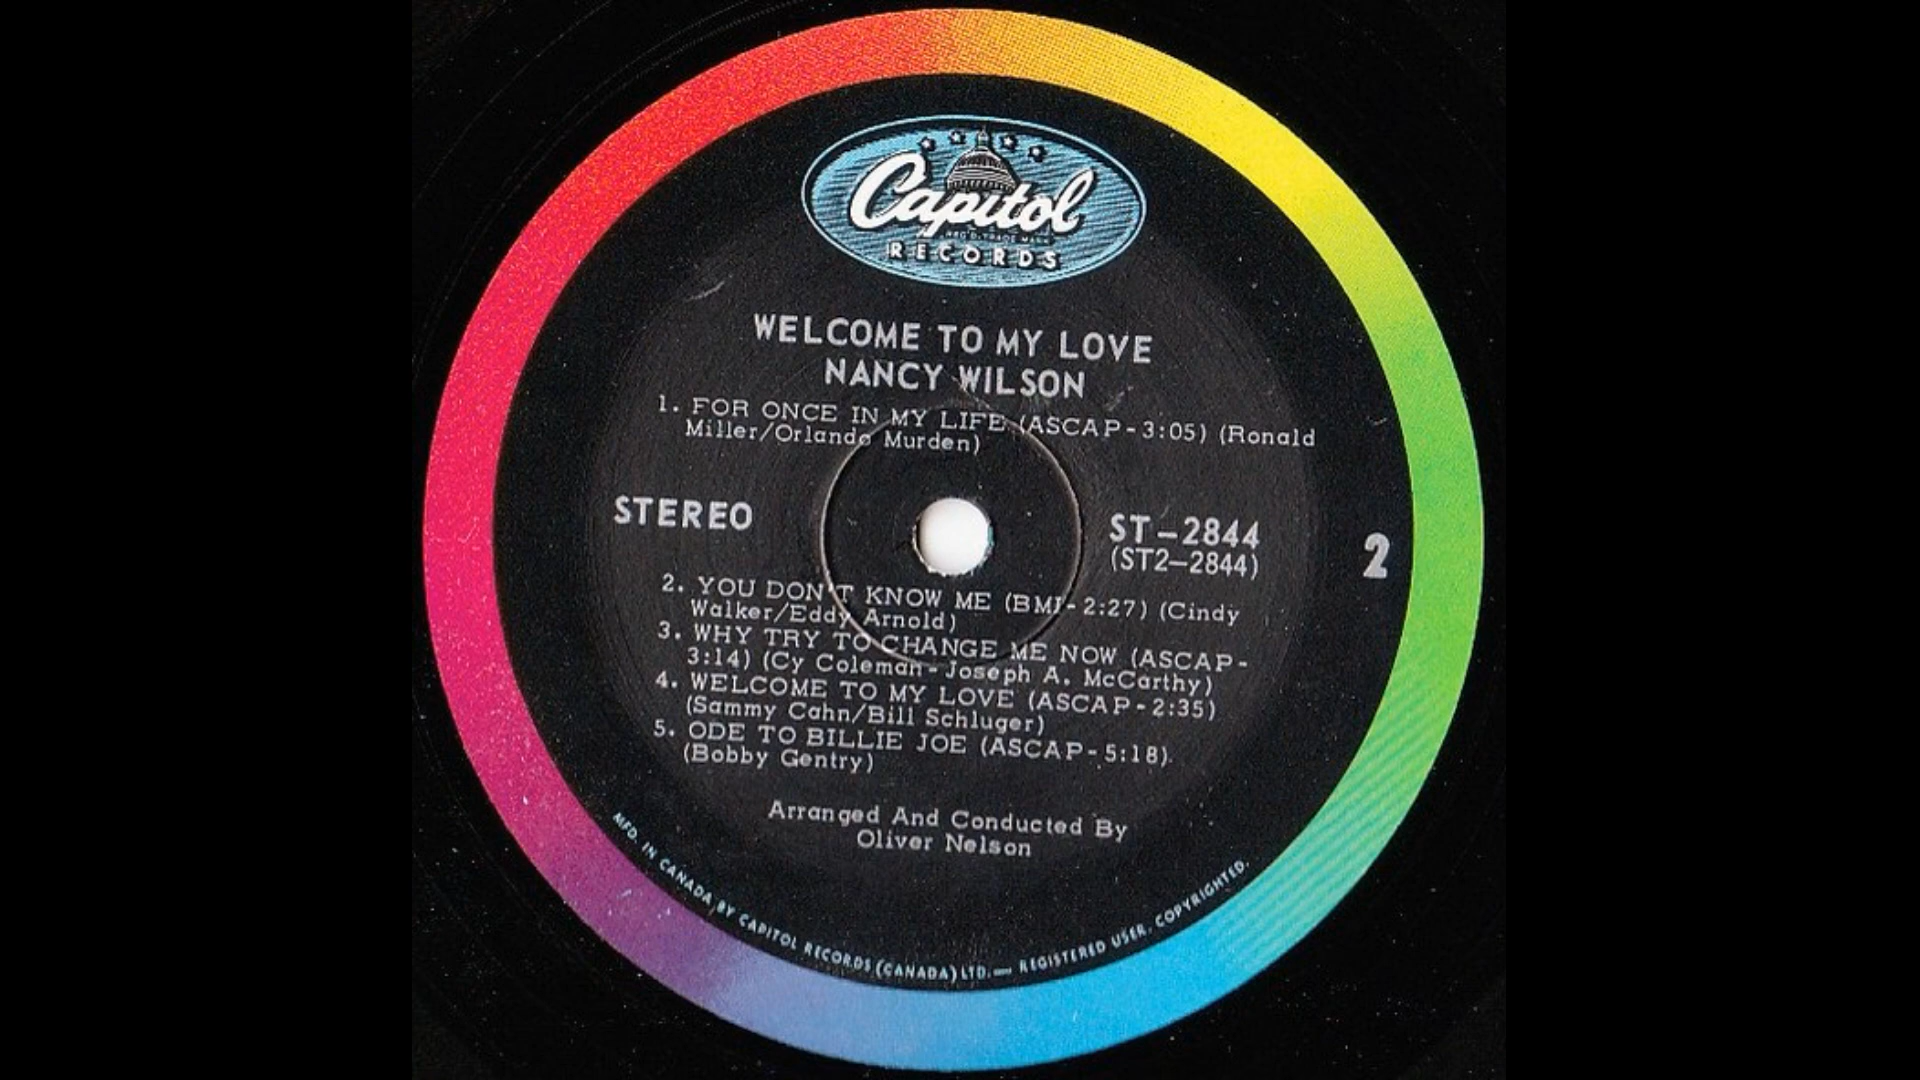 Capitol
REG'D. TRADE MARK
RECORDS
WELCOME TO MY LOVE
NANCY WILSON
1. FOR ONCE IN MY LIFE (ASCAP-3:05) (Ronald
Miller/Orlando Murden)
STEREO
ST-2844
(ST2-2844)
2
2. YOU DON'T KNOW ME (BMI-2:27) (Cindy
Walker/Eddy Arnold)
3. WHY TRY TO CHANGE ME NOW (ASCAP-
3:14) (Cy Coleman-Joseph A. McCarthy)
4. WELCOME TO MY LOVE (ASCAP-2:35)
(Sammy Cahn/Bill Schluger)
5. ODE TO BILLIE JOE (ASCAP-5:18)
(Bobby Gentry)
Arranged And Conducted By
Oliver Nelson
MFD. IN CANADA BY CAPITOL RECORDS (CANADA) LTD.— REGISTERED USER. COPYRIGHTED.